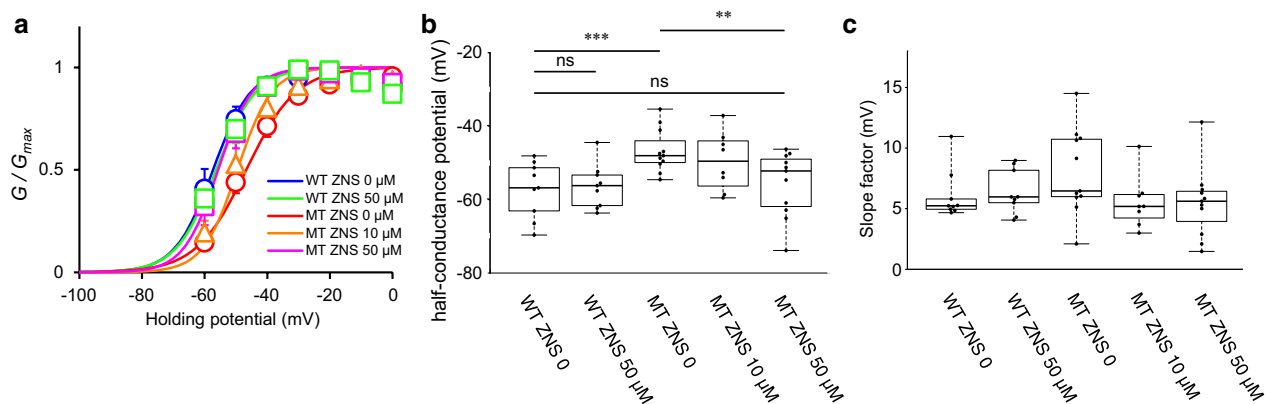 a
G / Gmax
1
0.5
0
-100
-80
-60
-40
-20
0
Holding potential (mV)
WT ZNS 0 µM
WT ZNS 50 µM
MT ZNS 0 µM
MT ZNS 10 µM
MT ZNS 50 µM
b
half-conductance potential (mV)
-20
-40
-60
-80
***
**
ns
ns
WT ZNS 0
WT ZNS 50 µM
MT ZNS 0
MT ZNS 10 µM
MT ZNS 50 µM
c
Slope factor (mV)
15
10
5
0
WT ZNS 0
WT ZNS 50 µM
MT ZNS 0
MT ZNS 10 µM
MT ZNS 50 µM